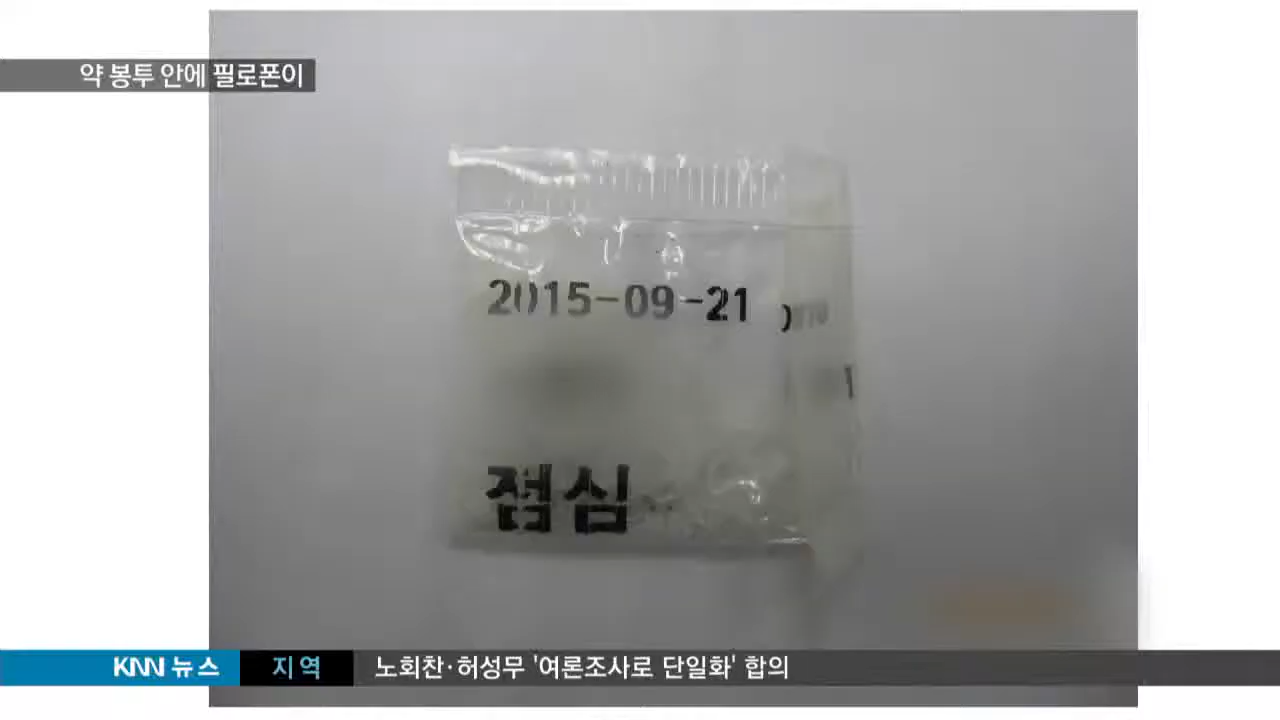 약 봉투 안에 필로폰이
2015-09-21
점심
KNN 뉴스 지역 노회찬·허성무 '여론조사로 단일화' 합의